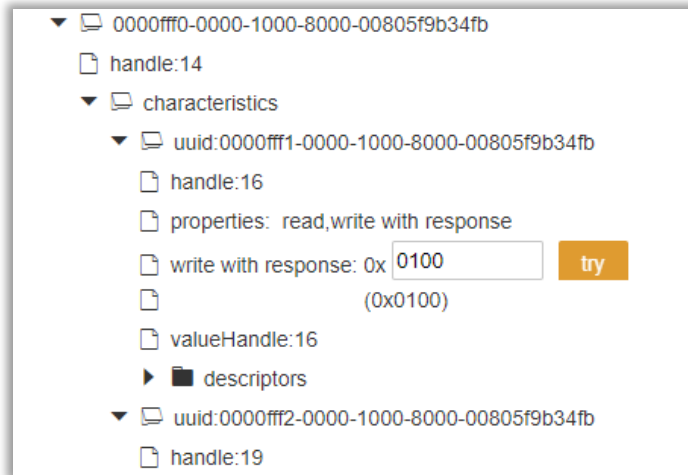 0000fff0-0000-1000-8000-00805f9b34fb
handle:14
characteristics
uuid:0000fff1-0000-1000-8000-00805f9b34fb
handle:16
properties: read,write with response
write with response: 0x 0100 try
(0x0100)
valueHandle:16
descriptors
uuid:0000fff2-0000-1000-8000-00805f9b34fb
handle:19